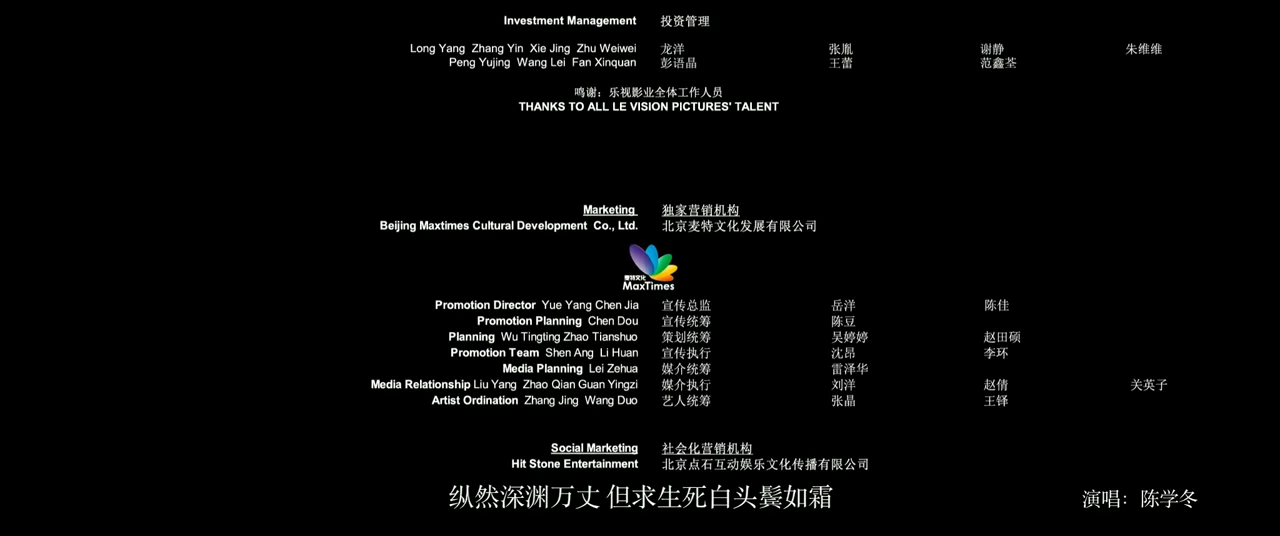 Investment Management 投资管理
Long Yang Zhang Yin Xie Jing Zhu Weiwei 龙洋 张胤 谢静 朱维维
Peng Yujing Wang Lei Fan Xinquan 彭语晶 王蕾 范鑫荃
鸣谢：乐视影业全体工作人员
THANKS TO ALL LE VISION PICTURES' TALENT
Marketing 独家营销机构
Beijing Maxtimes Cultural Development Co., Ltd. 北京麦特文化发展有限公司
麦特文化
MaxTimes
Promotion Director Yue Yang Chen Jia 宣传总监 岳洋 陈佳
Promotion Planning Chen Dou 宣传统筹 陈豆
Planning Wu Tingting Zhao Tianshuo 策划统筹 吴婷婷 赵田硕
Promotion Team Shen Ang Li Huan 宣传执行 沈昂 李环
Media Planning Lei Zehua 媒介统筹 雷泽华
Media Relationship Liu Yang Zhao Qian Guan Yingzi 媒介执行 刘洋 赵倩 关英子
Artist Ordination Zhang Jing Wang Duo 艺人统筹 张晶 王铎
Social Marketing 社会化营销机构
Hit Stone Entertainment 北京点石互动娱乐文化传播有限公司
纵然深渊万丈 但求生死白头鬓如霜 演唱：陈学冬